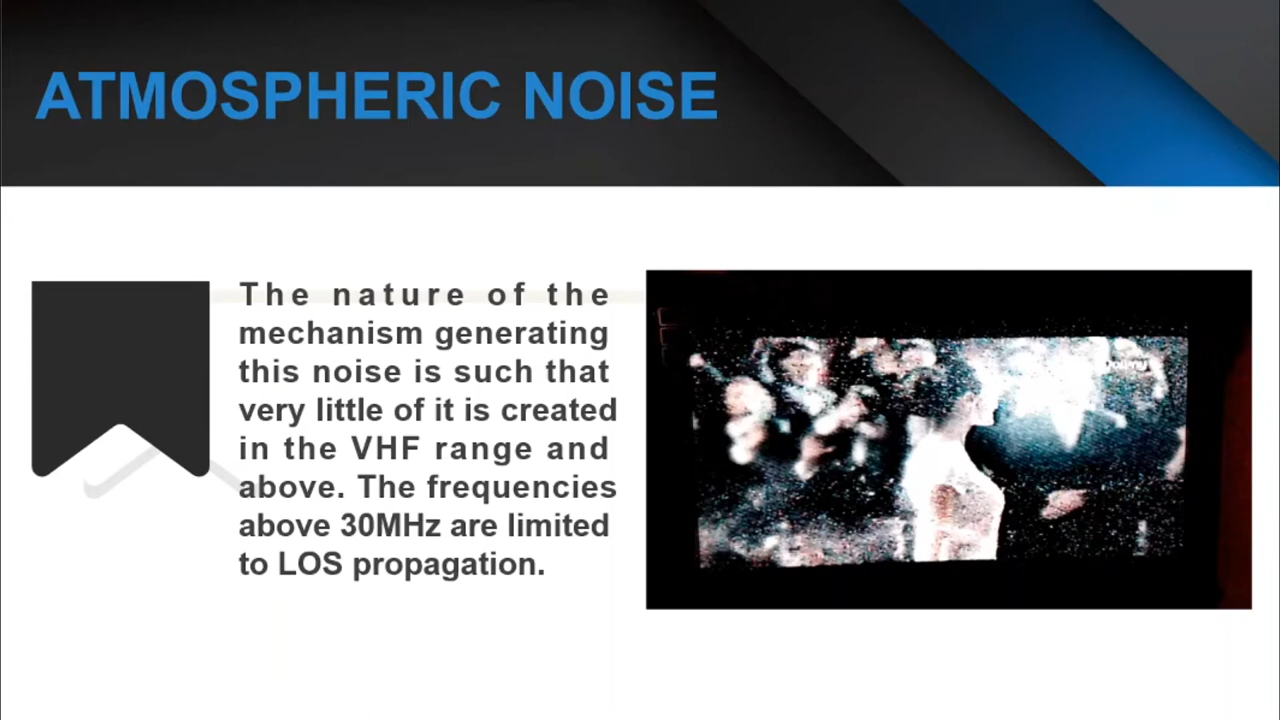 ATMOSPHERIC NOISE
The nature of the
mechanism generating
this noise is such that
very little of it is created
in the VHF range and
above. The frequencies
above 30MHz are limited
to LOS propagation.